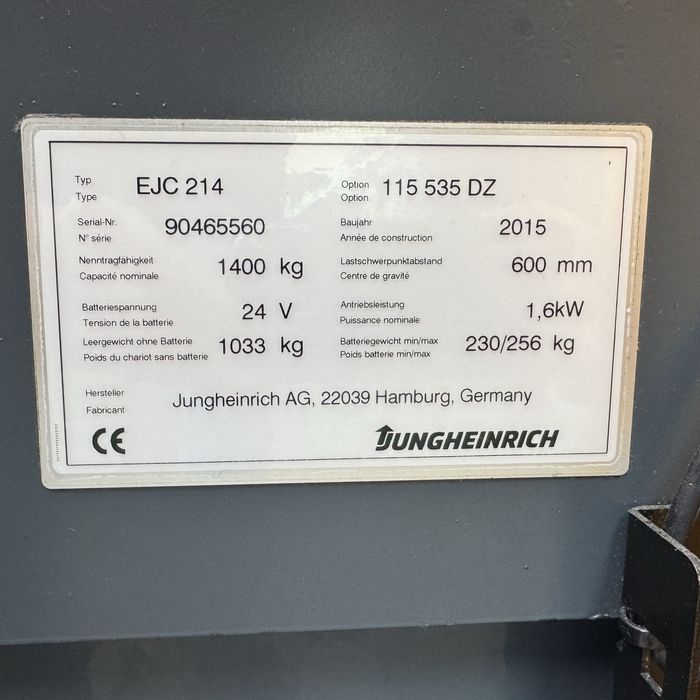 Typ EJC 214 Option 115 535 DZ
Type Option
Serial-Nr. 90465560 Baujahr 2015
N° série Année de construction
Nenntragfähigkeit 1400 kg Lastschwerpunktabstand 600 mm
Capacité nominale Centre de gravité
Batteriespannung 24 V Antriebsleistung 1,6kW
Tension de la batterie Puissance nominale
Leergewicht ohne Batterie 1033 kg Batteriegewicht min/max 230/256 kg
Poids du chariot sans batterie Poids batterie min/max
Hersteller Jungheinrich AG, 22039 Hamburg, Germany
Fabricant
CE JUNGHEINRICH